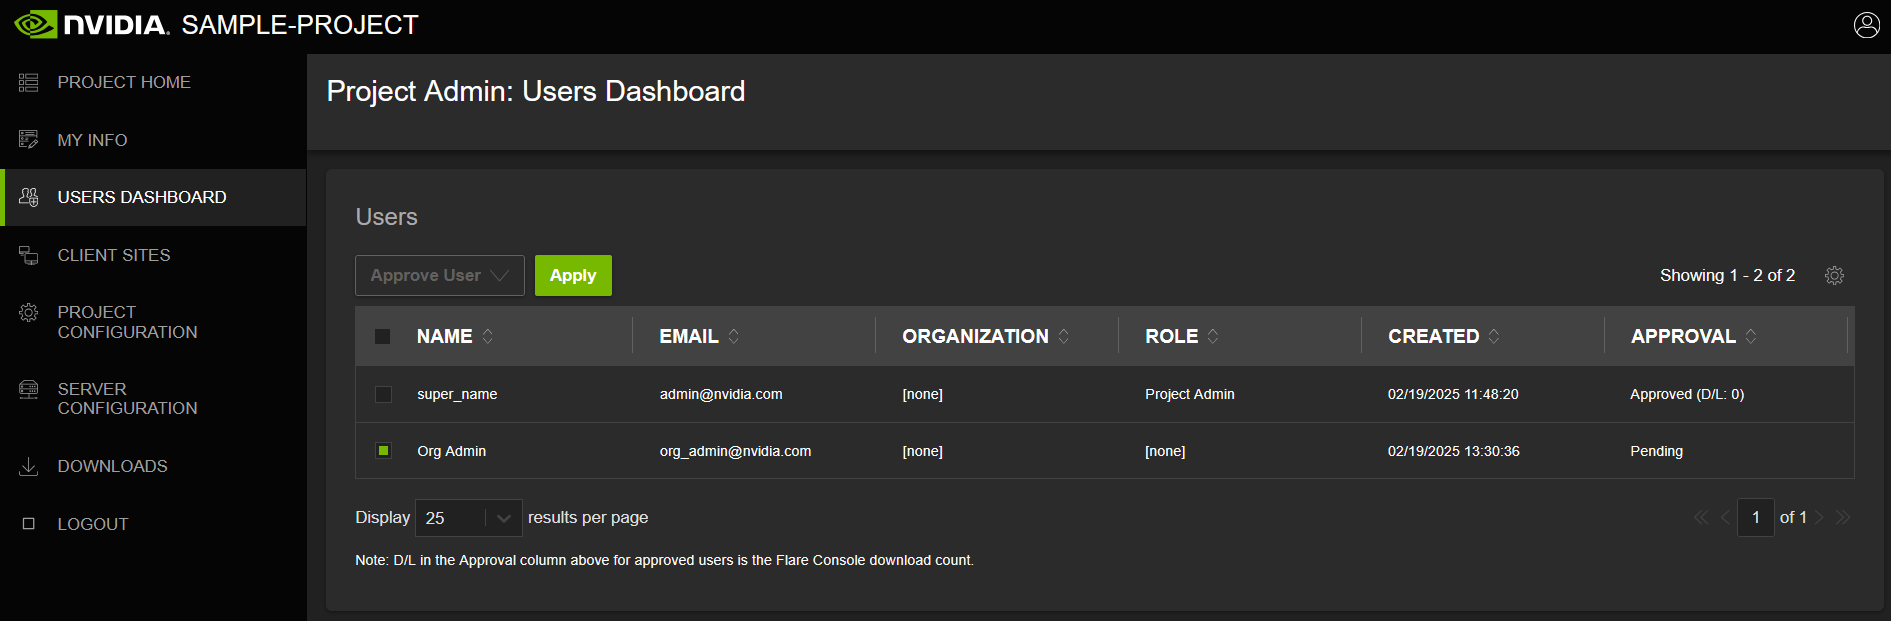 NVIDIA. SAMPLE-PROJECT
PROJECT HOME
MY INFO
USERS DASHBOARD
CLIENT SITES
PROJECT
CONFIGURATION
SERVER
CONFIGURATION
DOWNLOADS
LOGOUT
Project Admin: Users Dashboard
Users
Approve User Apply Showing 1 - 2 of 2
NAME EMAIL ORGANIZATION ROLE CREATED APPROVAL
super_name admin@nvidia.com [none] Project Admin 02/19/2025 11:48:20 Approved (D/L: 0)
Org Admin org_admin@nvidia.com [none] [none] 02/19/2025 13:30:36 Pending
Display 25 results per page 1 of 1
Note: D/L in the Approval column above for approved users is the Flare Console download count.